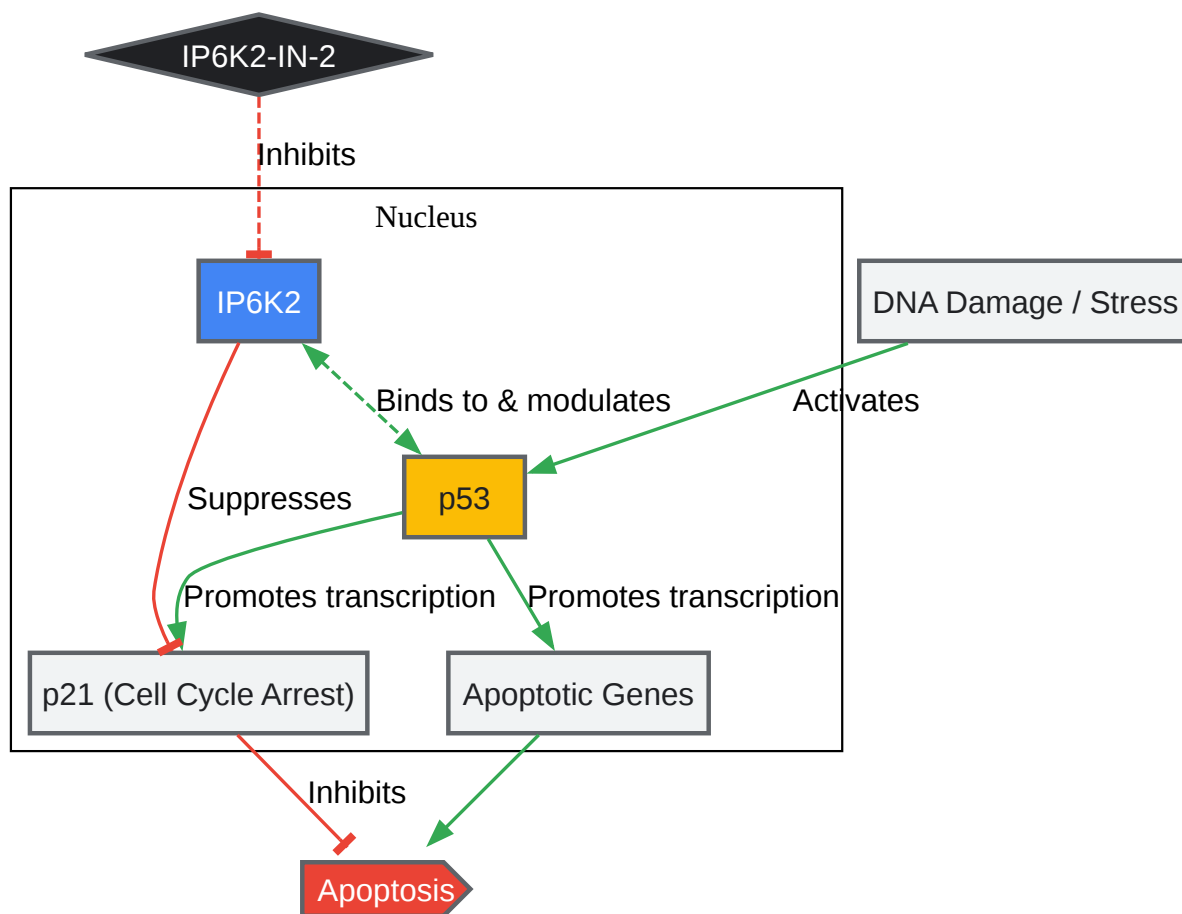 IP6K2-IN-2
Inhibits
Nucleus
IP6K2
DNA Damage / Stress
Binds to & modulates
Activates
Suppresses
p53
Promotes transcription
Promotes transcription
p21 (Cell Cycle Arrest)
Apoptotic Genes
Inhibits
Apoptosis